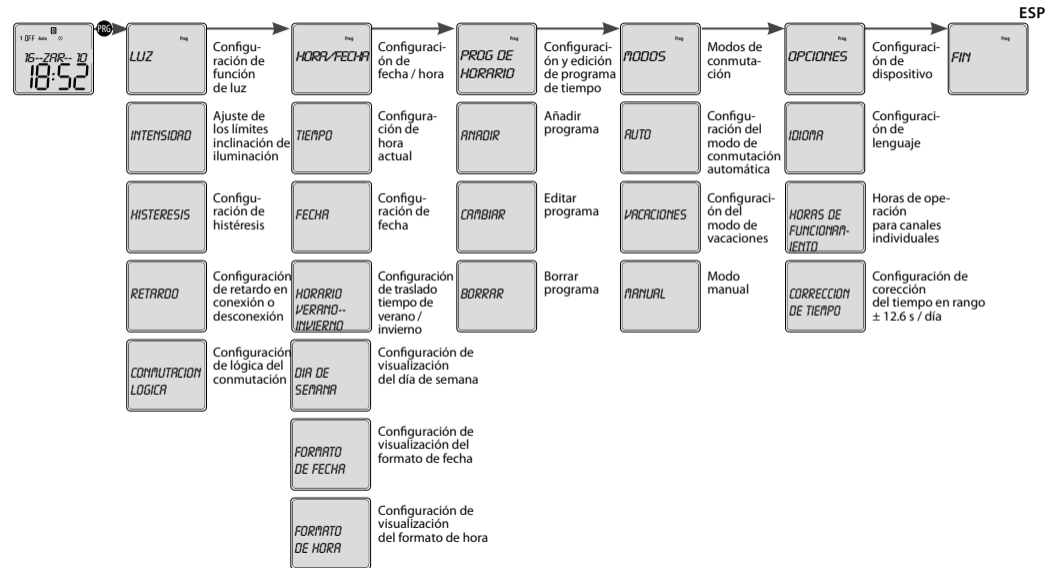 ESP
1 OFF Auto
16--ZAR-- 10
18:52
PRG
Prog
LUZ
Configu-
ración de
función
de luz
Prog
HORA/FECHA
Configuraci-
ón de
fecha / hora
Prog
PROG DE
HORARIO
Configuraci-
ón y edición
de programa
de tiempo
Prog
MODOS
Modos de
conmuta-
ción
Prog
OPCIONES
Configuraci-
ón de
dispositivo
Prog
FIN
INTENSIDAD
Ajuste de
los límites
inclinación de
iluminación
TIEMPO
Configura-
ción de
hora
actual
ANADIR
Añadir
programa
AUTO
Configu-
ración del
modo de
conmutación
automática
IDIOMA
Configuraci-
ón de
lenguaje
HISTERESIS
Configu-
ración de
histéresis
FECHA
Configu-
ración de
fecha
CAMBIAR
Editar
programa
VACACIONES
Configuraci-
ón del
modo de
vacaciones
HORAS DE
FUNCIONAM-
IENTO
Horas de ope-
ración
para canales
individuales
RETARDO
Configuración
de retardo en
conexión o
desconexión
HORARIO
VERANO--
INVIERNO
Configuración
de traslado
tiempo de
verano /
invierno
BORRAR
Borrar
programa
MANUAL
Modo
manual
CORRECCION
DE TIEMPO
Configuración de
corección
del tiempo en rango
± 12.6 s / día
CONMUTACION
LOGICA
Configuración
de lógica del
conmutación
DIA DE
SEMANA
Configuración de
visualización
del día de semana
FORMATO
DE FECHA
Configuración de
visualización del
formato de fecha
FORMATO
DE HORA
Configuración de
visualización
del formato de hora